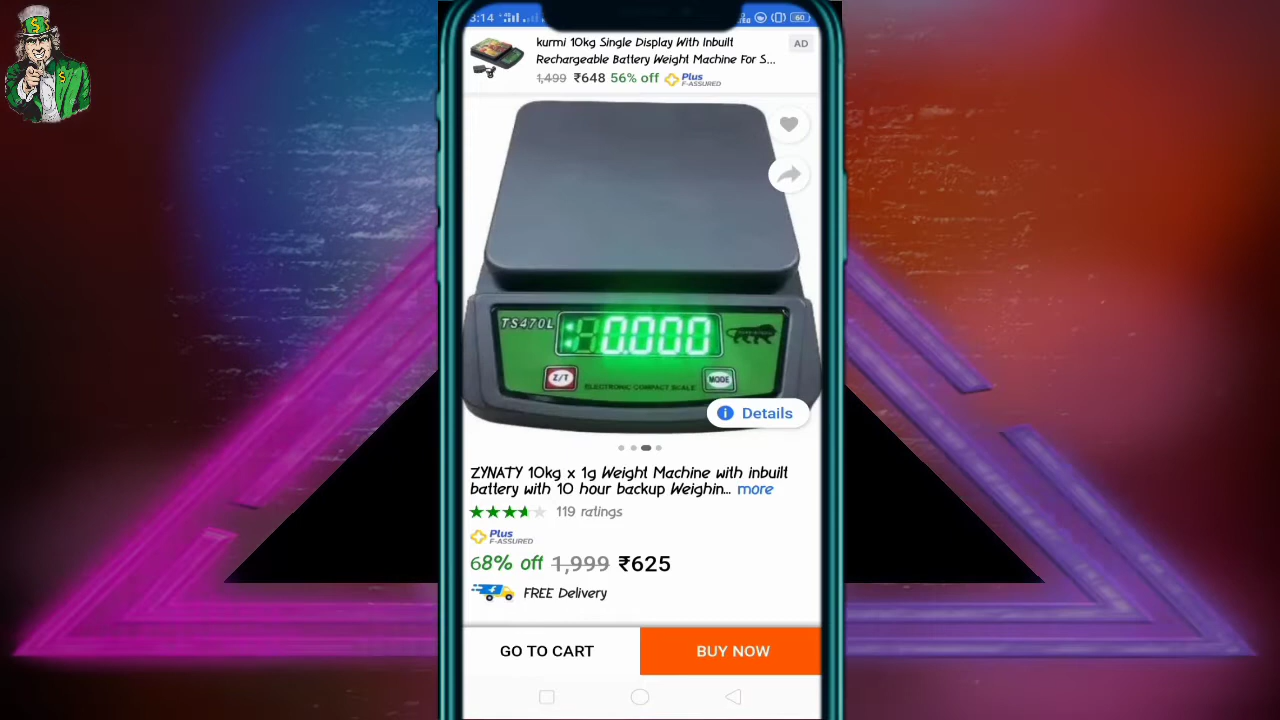 3:14
60
kurmi 10kg Single Display With Inbuilt
Rechargeable Battery Weight Machine For S...
AD
1,499 ₹648 56% off Plus
F-ASSURED
TS470L
0.000
Z/T
ELECTRONIC COMPACT SCALE
MODE
Details
ZYNATY 10kg x 1g Weight Machine with inbuilt
battery with 10 hour backup Weighin... more
119 ratings
Plus
F-ASSURED
68% off 1,999 ₹625
FREE Delivery
GO TO CART
BUY NOW